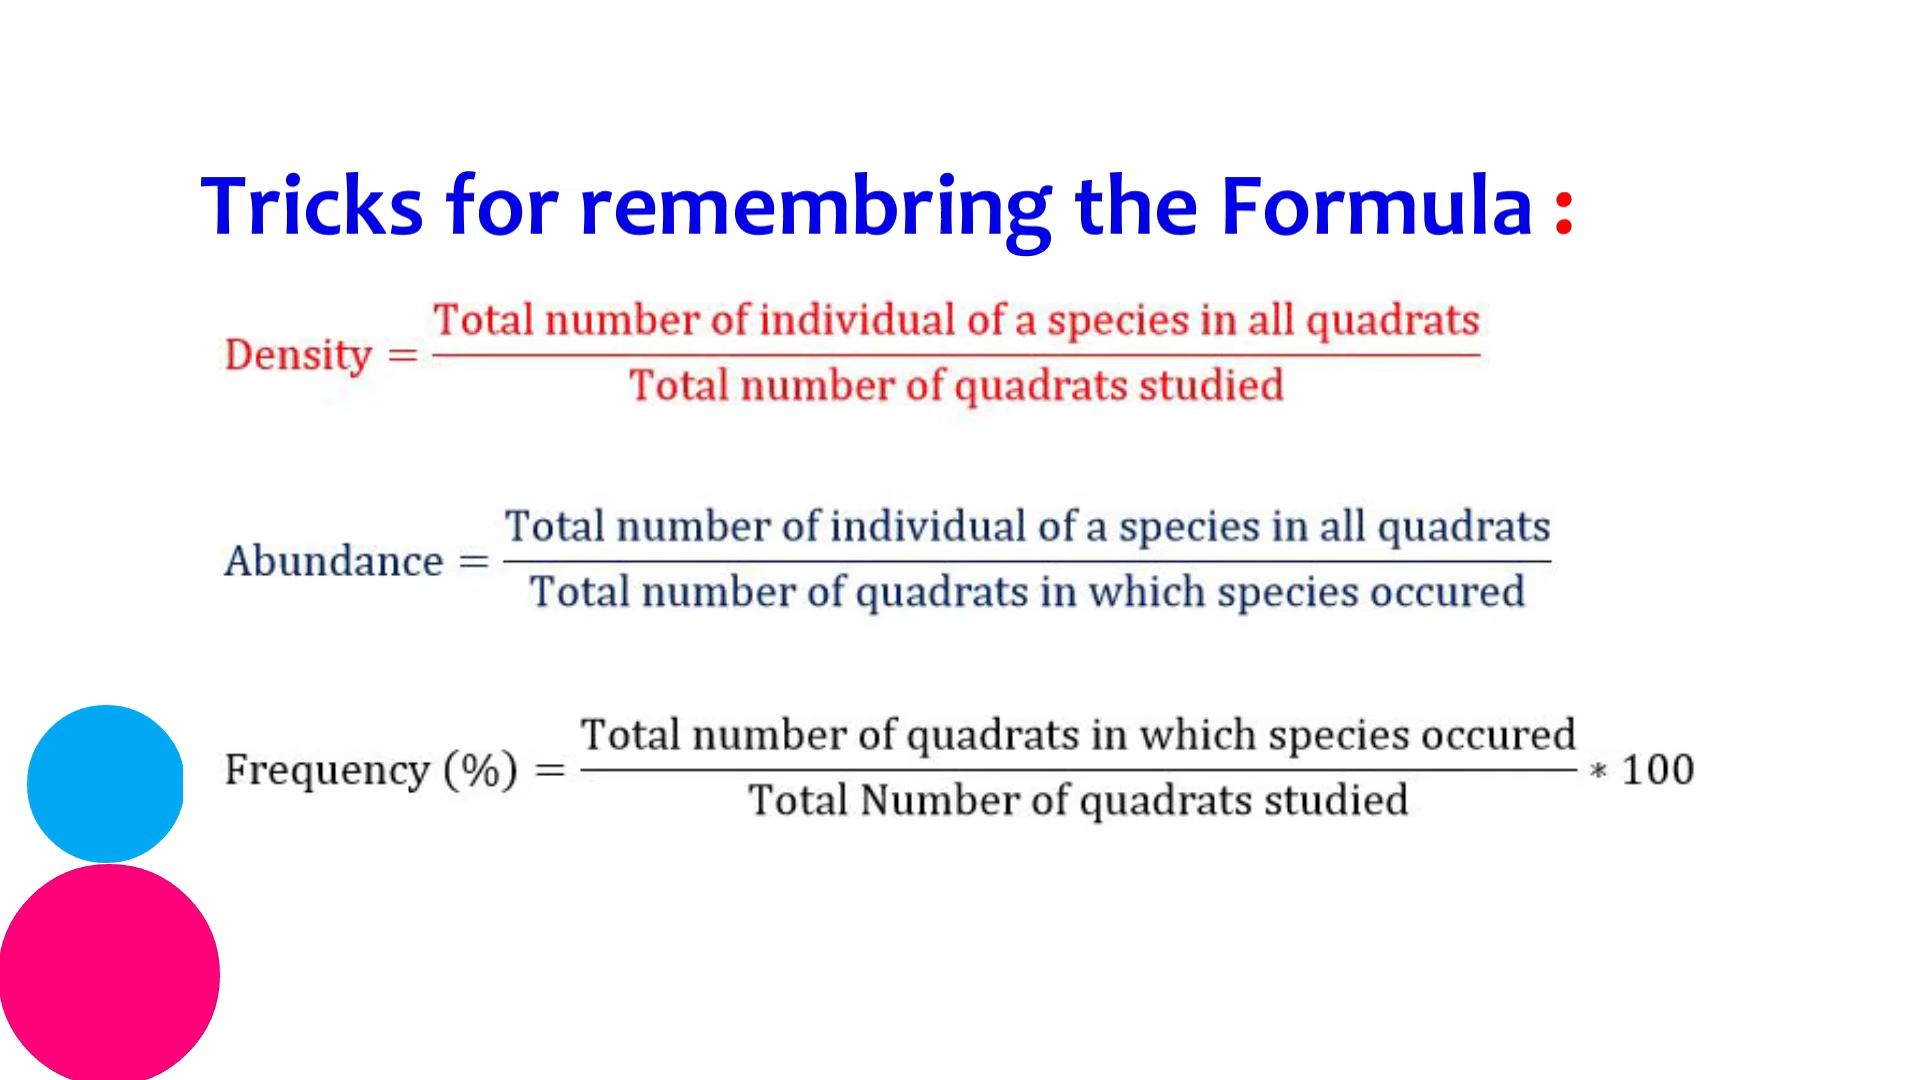 Tricks for remembring the Formula :
Density = Total number of individual of a species in all quadrats
Total number of quadrats studied
Abundance = Total number of individual of a species in all quadrats
Total number of quadrats in which species occured
Frequency (%) = Total number of quadrats in which species occured * 100
Total Number of quadrats studied